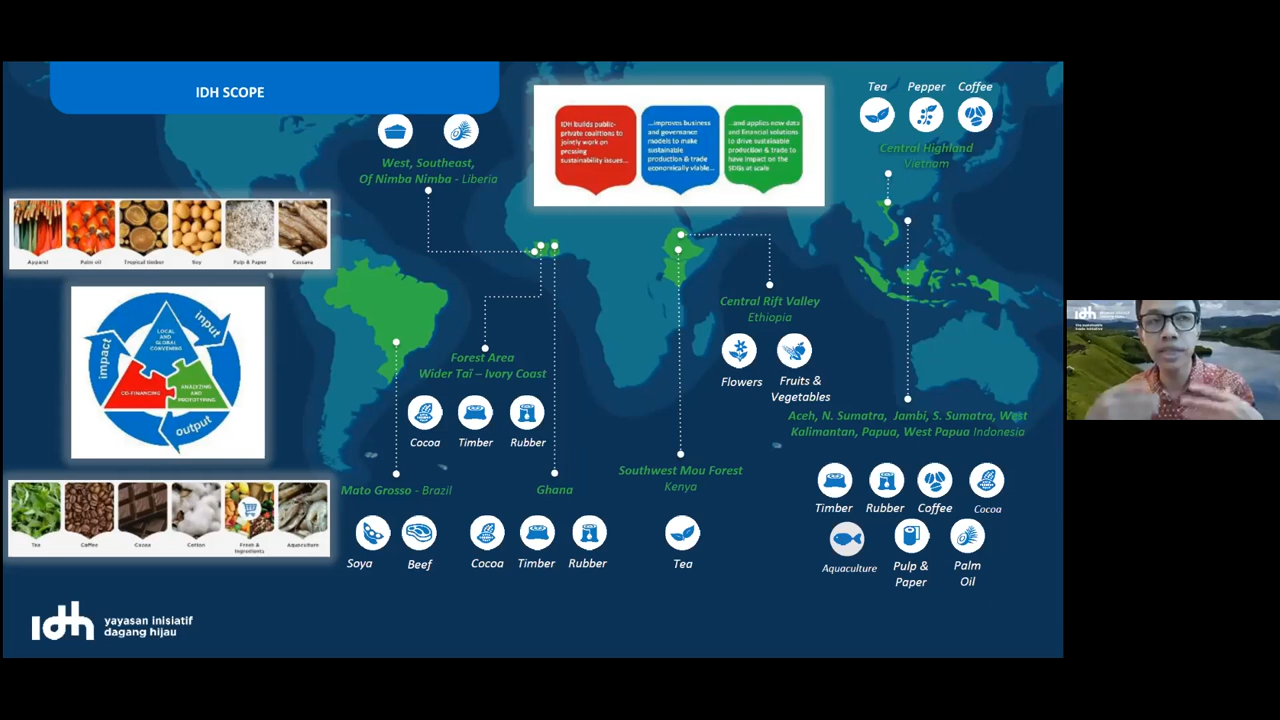 IDH SCOPE
Tea Pepper Coffee
Central Highland
Vietnam
West, Southeast,
Of Nimba Nimba - Liberia
IDH builds public-
private coalitions to
jointly work on
pressing
sustainability issues...
...improves business
and governance
models to make
sustainable
production & trade
economically viable...
...and applies new data
and financial solutions
to drive sustainable
production & trade to
have impact on the
SDGs at scale
Apparel Palm oil Tropical timber Soy Pulp & Paper Cassava
input
impact
output
LOCAL
AND
GLOBAL
CONVENING
CO-FINANCING
ANALYZING
AND
PROTOTYPING
Central Rift Valley
Ethiopia
Flowers Fruits &
Vegetables
Forest Area
Wider Taï – Ivory Coast
Cocoa Timber Rubber
Aceh, N. Sumatra, Jambi, S. Sumatra, West
Kalimantan, Papua, West Papua Indonesia
Timber Rubber Coffee Cocoa
Aquaculture Pulp &
Paper
Palm
Oil
Southwest Mou Forest
Kenya
Tea
Mato Grosso - Brazil
Soya Beef
Ghana
Cocoa Timber Rubber
Tea Coffee Cocoa Cotton Fresh &
Ingredients
Aquaculture
idh yayasan inisiatif
dagang hijau
idh